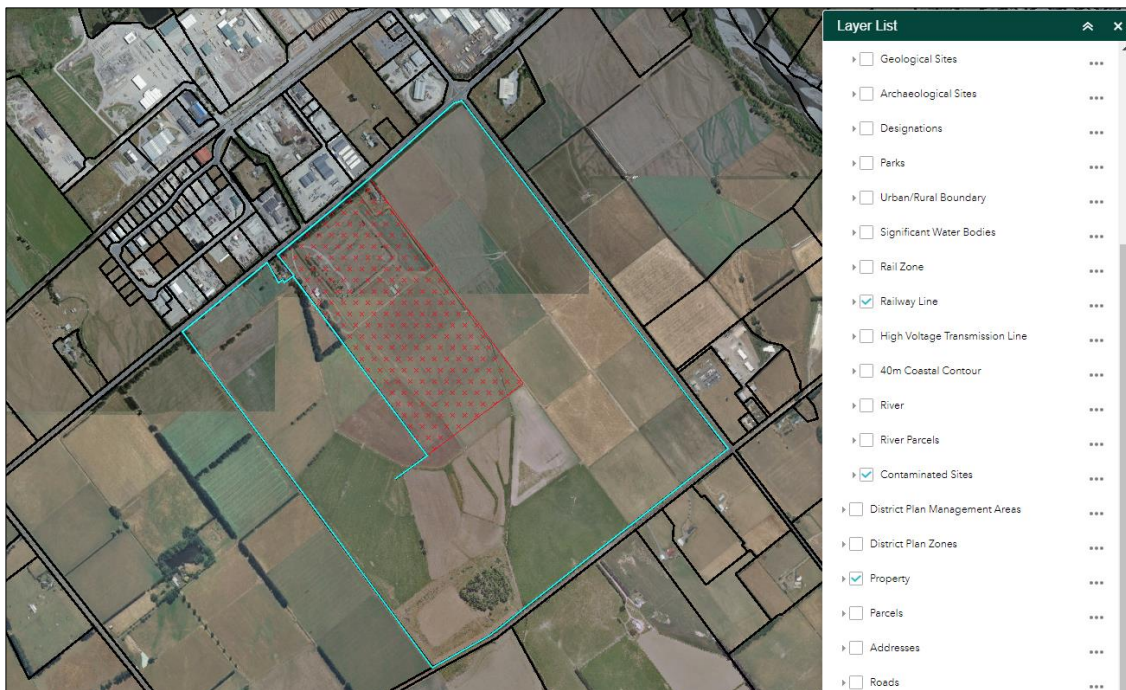 Layer List
Geological Sites
Archaeological Sites
Designations
Parks
Urban/Rural Boundary
Significant Water Bodies
Rail Zone
Railway Line
High Voltage Transmission Line
40m Coastal Contour
River
River Parcels
Contaminated Sites
District Plan Management Areas
District Plan Zones
Property
Parcels
Addresses
Roads